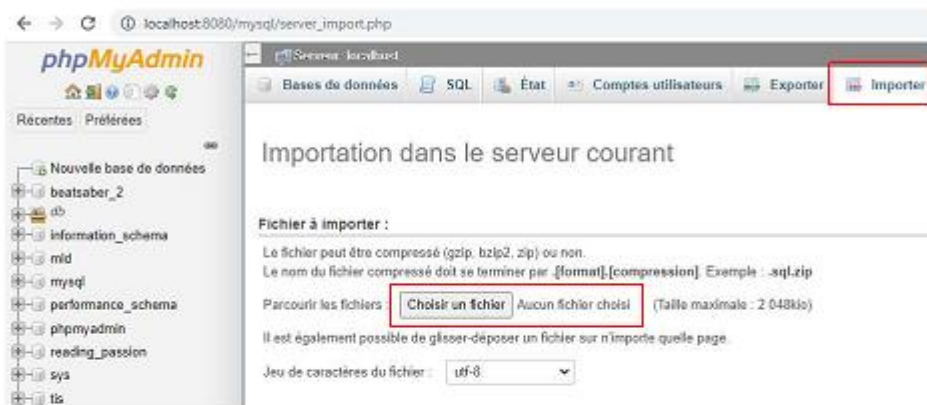 localhost:8080/mysql/server_import.php
phpMyAdmin
Serveur: localhost
Bases de données SQL État Comptes utilisateurs Exporter Importer
Récentes Préférées
Nouvelle base de données
beatsaber_2
db
information_schema
mld
mysql
performance_schema
phpmyadmin
reading_passion
sys
tis
Importation dans le serveur courant
Fichier à importer :
Le fichier peut être compressé (gzip, bzip2, zip) ou non.
Le nom du fichier compressé doit se terminer par .[format].[compression]. Exemple : .sql.zip
Parcourir les fichiers : Choisir un fichier Aucun fichier choisi (Taille maximale : 2 048kio)
Il est également possible de glisser-déposer un fichier sur n'importe quelle page.
Jeu de caractères du fichier : utf-8